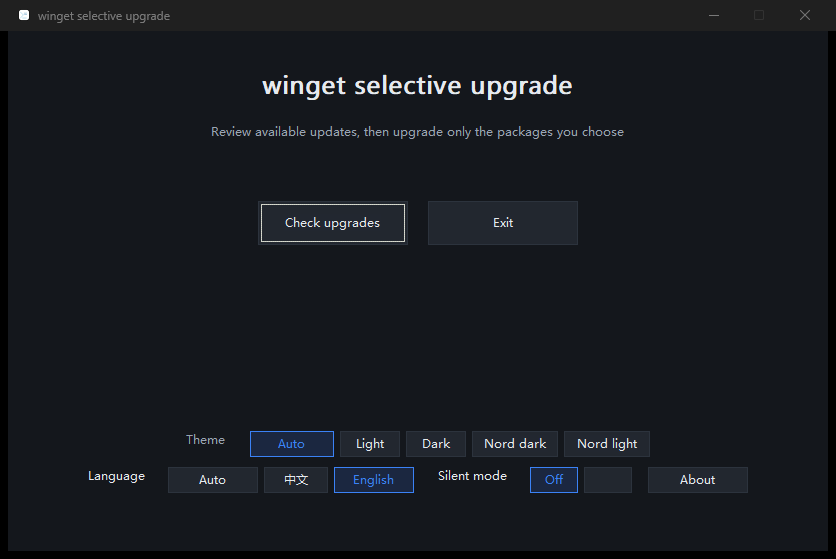 winget selective upgrade
winget selective upgrade
Review available updates, then upgrade only the packages you choose
Check upgrades Exit
Theme Auto Light Dark Nord dark Nord light
Language Auto 中文 English Silent mode Off About